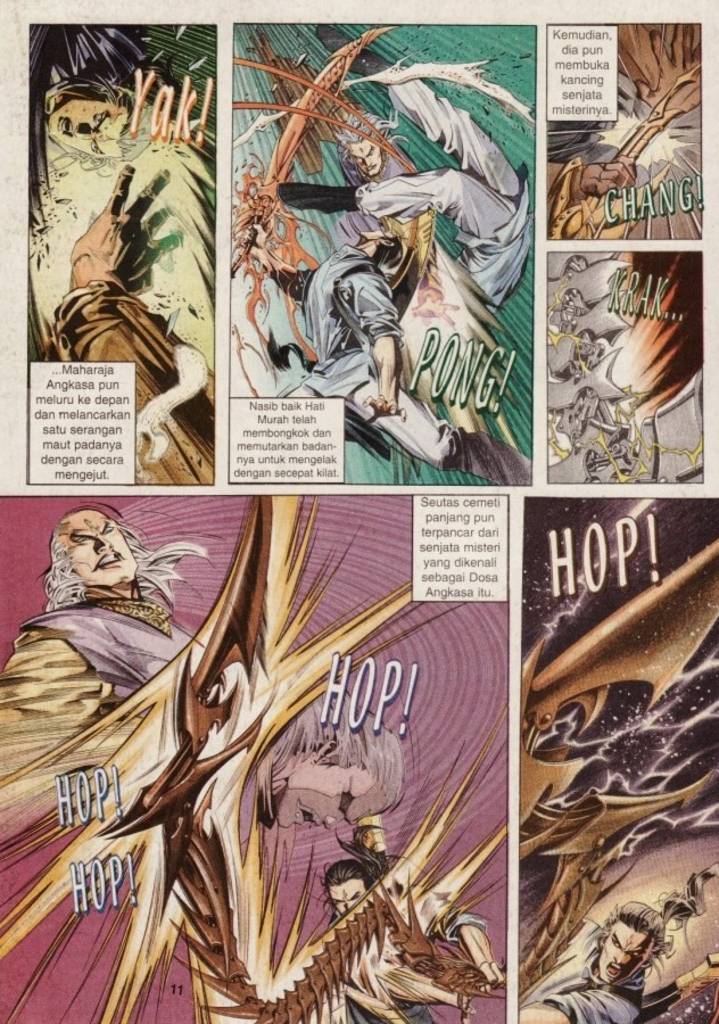 Yak!
...Maharaja
Angkasa pun
meluru ke depan
dan melancarkan
satu serangan
maut padanya
dengan secara
mengejut.
Nasib baik Hati
Murah telah
membongkok dan
memutarkan badan-
nya untuk mengelak
dengan secepat kilat.
PONG!
Kemudian,
dia pun
membuka
kancing
senjata
misterinya.
CHANG!
KRAK...
Seutas cemeti
panjang pun
terpancar dari
senjata misteri
yang dikenali
sebagai Dosa
Angkasa itu.
HOP!
HOP!
HOP!
HOP!
11